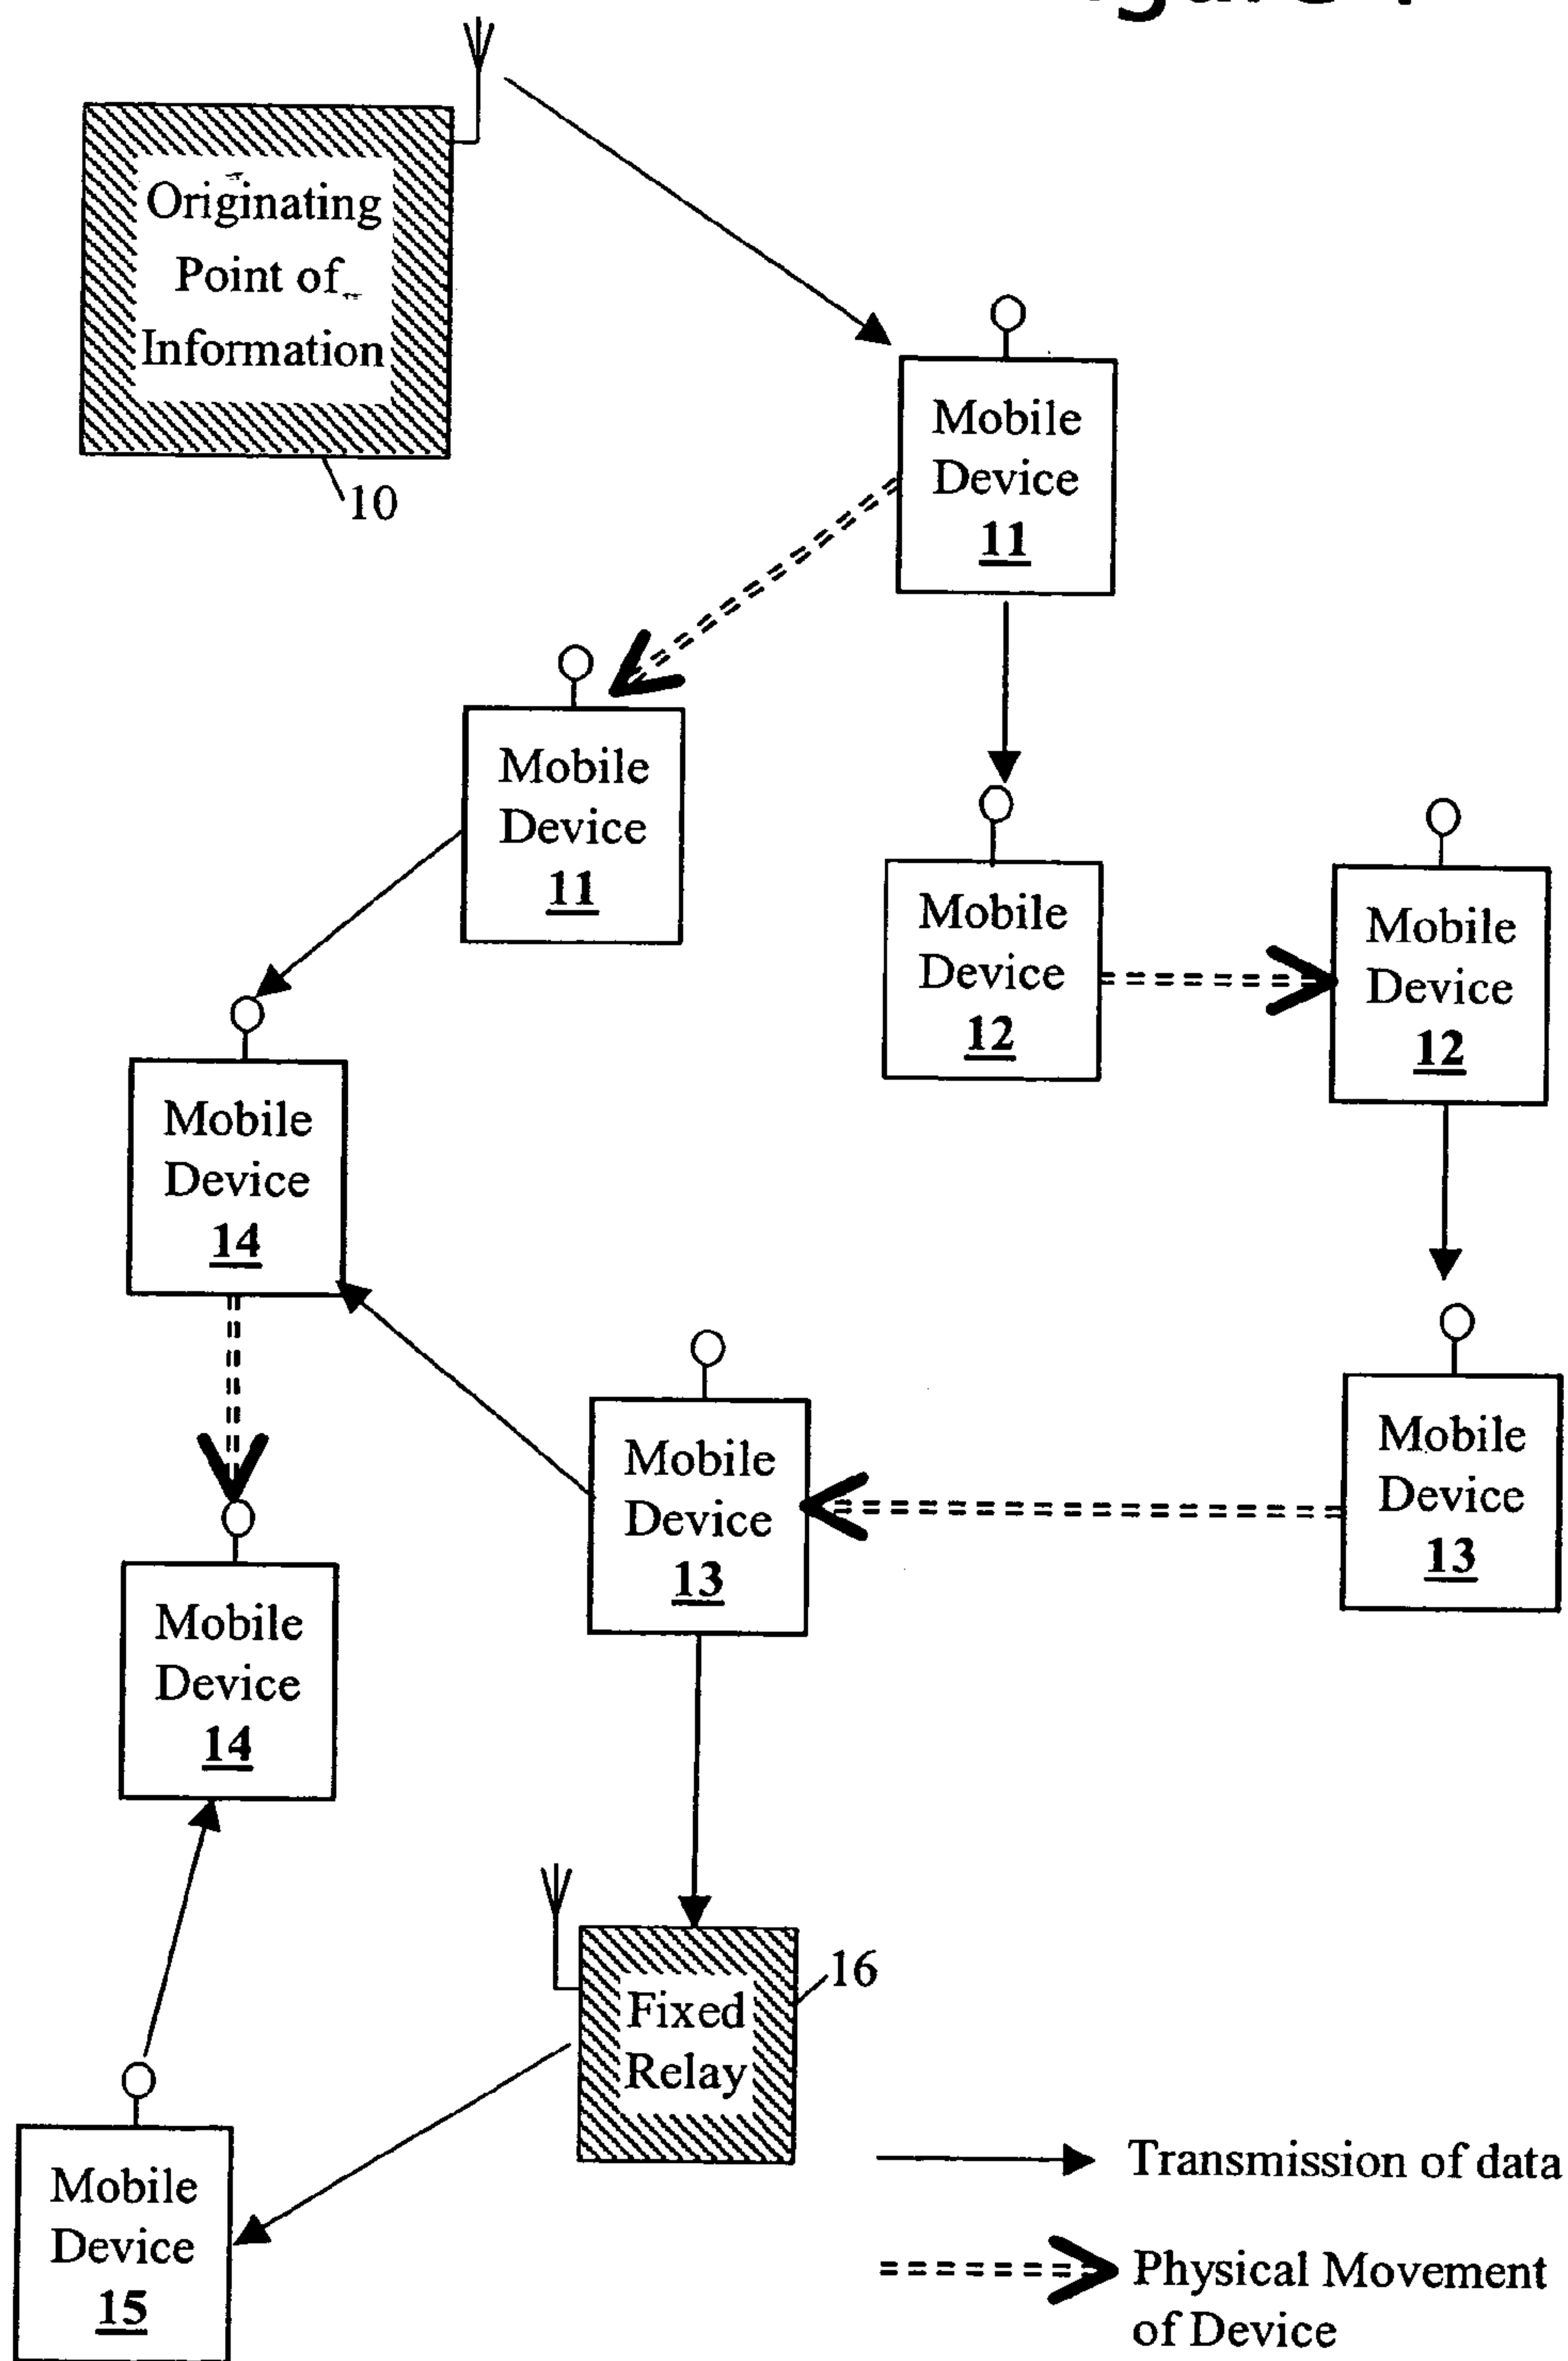 Originating
Point of
Information
10
Mobile
Device
11
Mobile
Device
11
Mobile
Device
12
Mobile
Device
12
Mobile
Device
14
Mobile
Device
13
Mobile
Device
13
Mobile
Device
14
16
Fixed
Relay
Mobile
Device
15
Transmission of data
Physical Movement
of Device